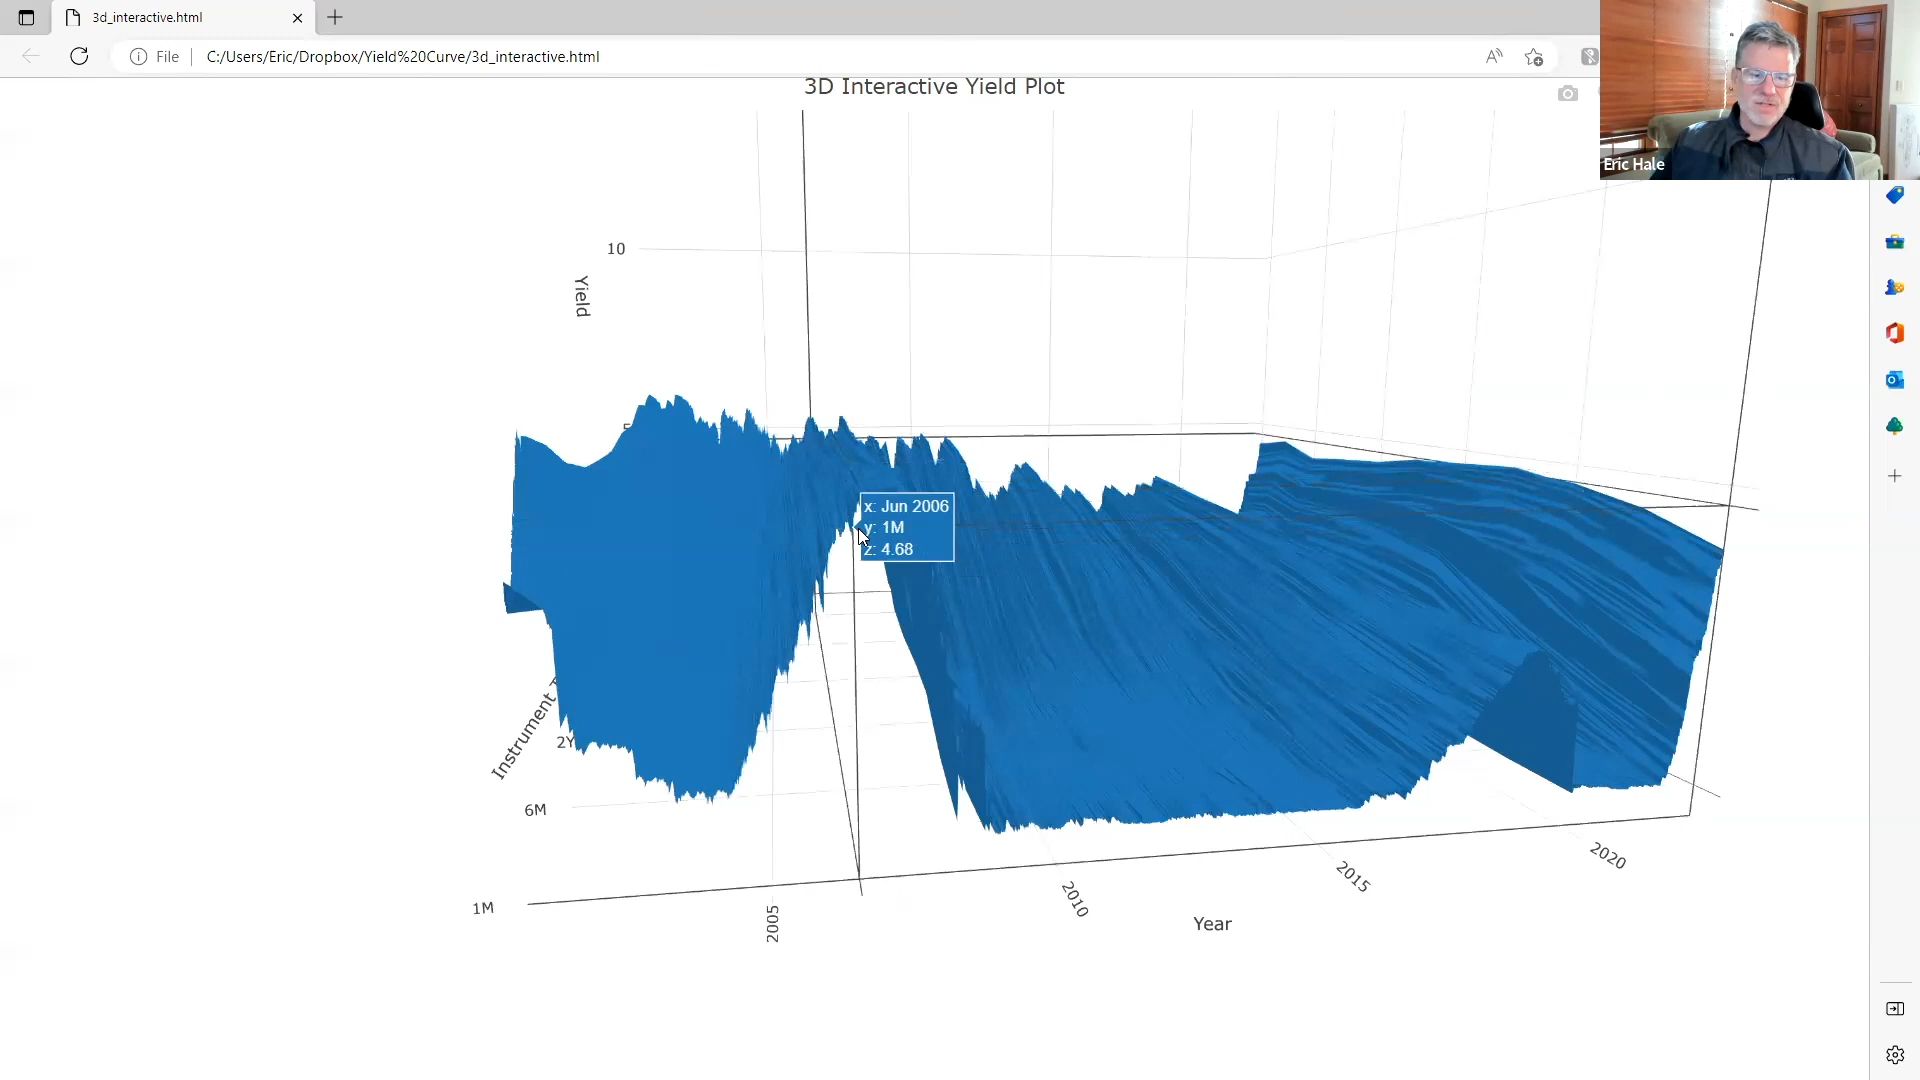 3d_interactive.html
File
C:/Users/Eric/Dropbox/Yield%20Curve/3d_interactive.html
Eric Hale
3D Interactive Yield Plot
10
Yield
x: Jun 2006
y: 1M
z: 4.68
Instrument
2Y
6M
1M
2005
2010
2015
2020
Year